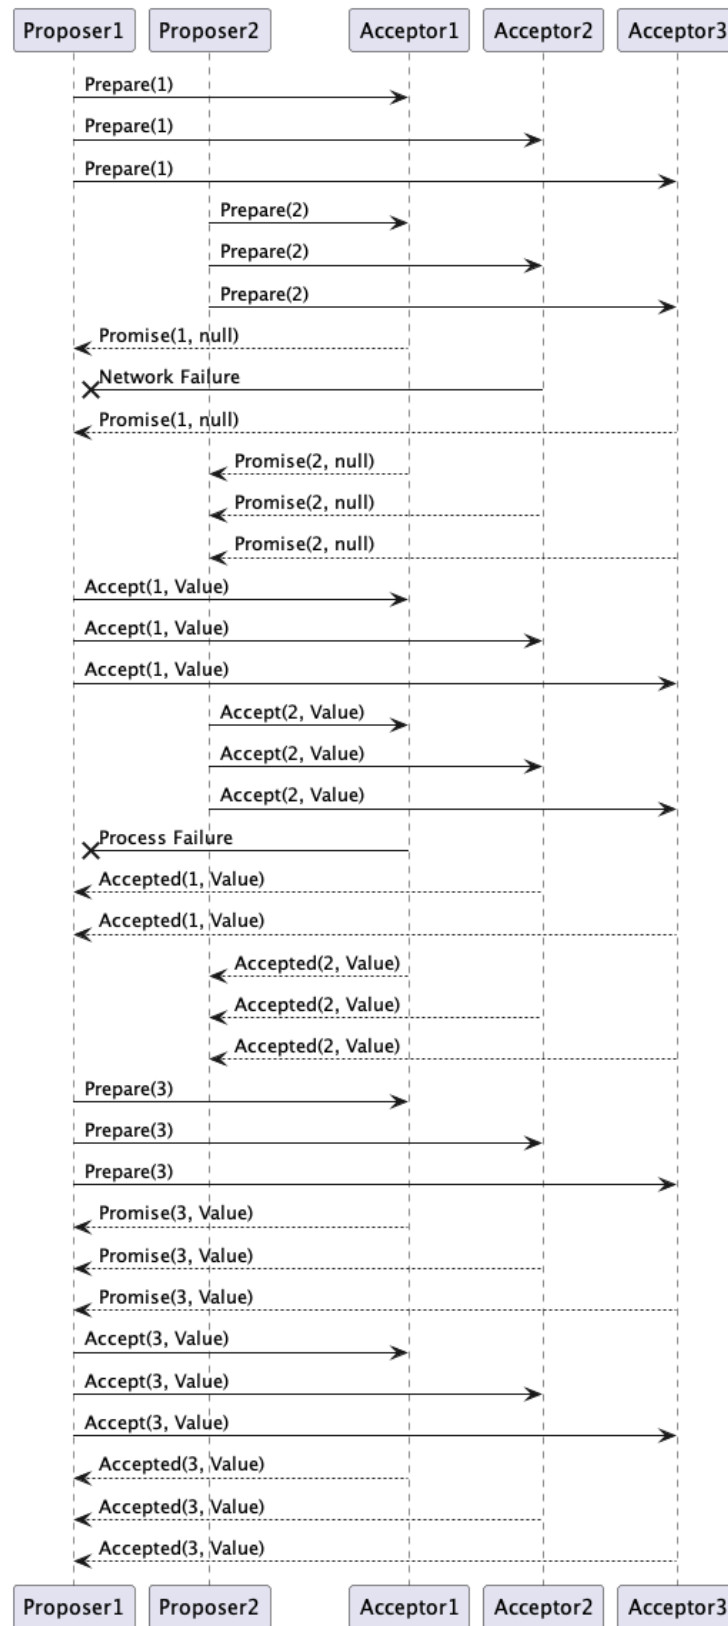 Proposer1 Proposer2 Acceptor1 Acceptor2 Acceptor3
Prepare(1)
Prepare(1)
Prepare(1)
Prepare(2)
Prepare(2)
Prepare(2)
Promise(1, null)
Network Failure
Promise(1, null)
Promise(2, null)
Promise(2, null)
Promise(2, null)
Accept(1, Value)
Accept(1, Value)
Accept(1, Value)
Accept(2, Value)
Accept(2, Value)
Accept(2, Value)
Process Failure
Accepted(1, Value)
Accepted(1, Value)
Accepted(2, Value)
Accepted(2, Value)
Accepted(2, Value)
Prepare(3)
Prepare(3)
Prepare(3)
Promise(3, Value)
Promise(3, Value)
Promise(3, Value)
Accept(3, Value)
Accept(3, Value)
Accept(3, Value)
Accepted(3, Value)
Accepted(3, Value)
Accepted(3, Value)
Proposer1 Proposer2 Acceptor1 Acceptor2 Acceptor3